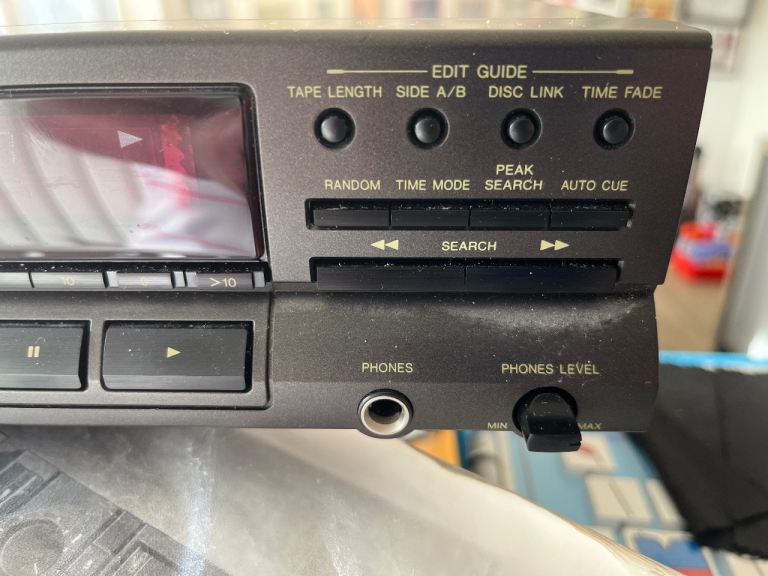 EDIT GUIDE
TAPE LENGTH SIDE A/B DISC LINK TIME FADE
RANDOM TIME MODE PEAK SEARCH AUTO CUE
SEARCH
10 >10
PHONES PHONES LEVEL
MIN MAX